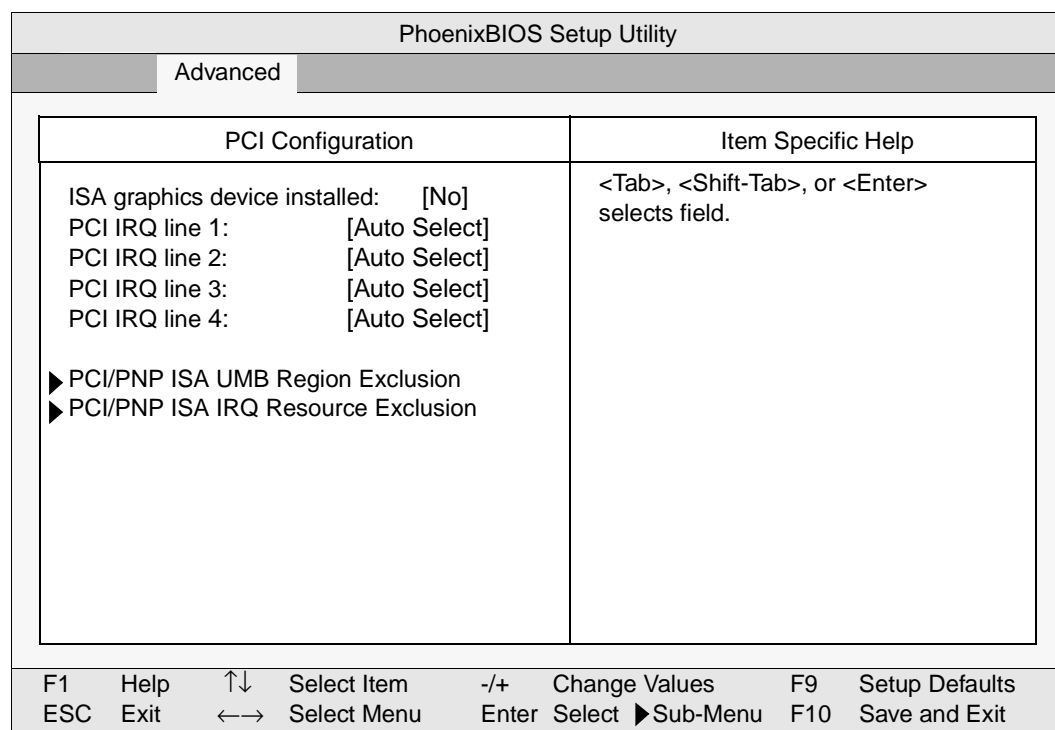 PhoenixBIOS Setup Utility
Advanced
PCI Configuration
ISA graphics device installed: [No]
PCI IRQ line 1: [Auto Select]
PCI IRQ line 2: [Auto Select]
PCI IRQ line 3: [Auto Select]
PCI IRQ line 4: [Auto Select]
▶PCI/PNP ISA UMB Region Exclusion
▶PCI/PNP ISA IRQ Resource Exclusion
Item Specific Help
<Tab>, <Shift-Tab>, or <Enter>
selects field.
F1 Help ↑↓ Select Item -/+ Change Values F9 Setup Defaults
ESC Exit ←→ Select Menu Enter Select ▶Sub-Menu F10 Save and Exit